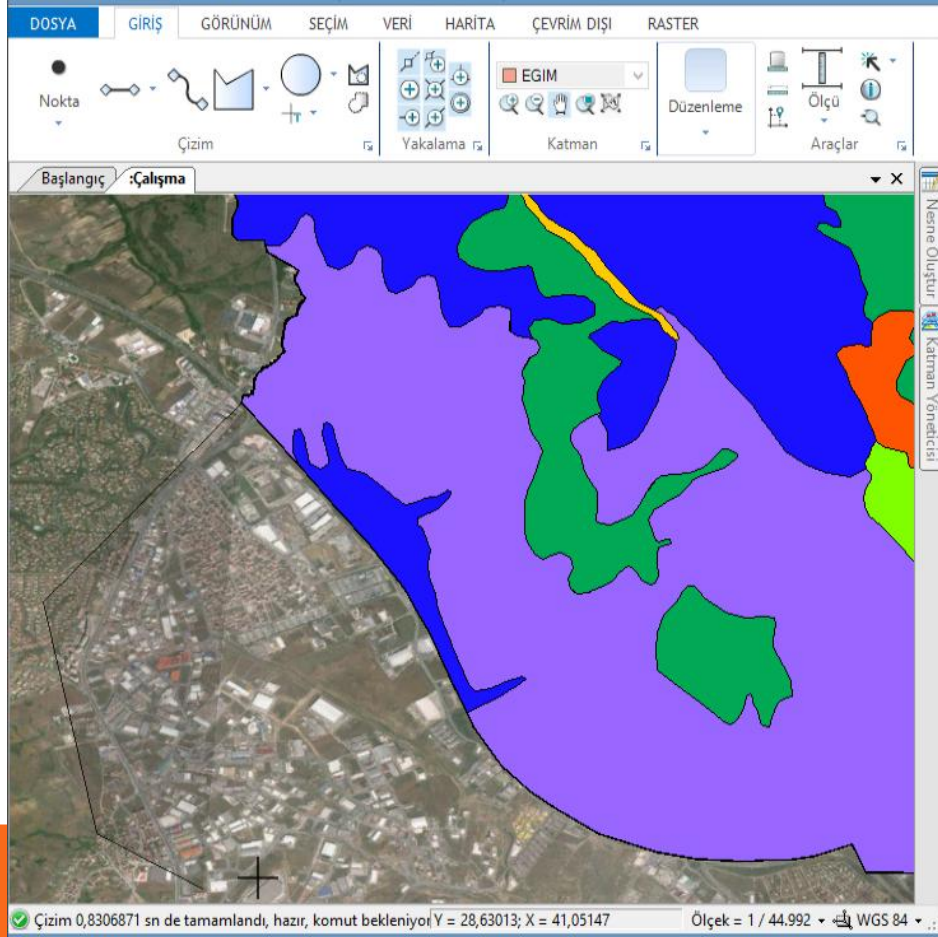 DOSYA GİRİŞ GÖRÜNÜM SEÇİM VERİ HARİTA ÇEVRİM DIŞI RASTER
Nokta
EGIM
Düzenleme
Ölçü
Çizim
Yakalama
Katman
Araçlar
Başlangıç :Çalışma
Nesne Oluştur
Katman Yöneticisi
Çizim 0,8306871 sn de tamamlandı, hazır, komut bekleniyor Y = 28,63013; X = 41,05147 Ölçek = 1 / 44.992 WGS 84